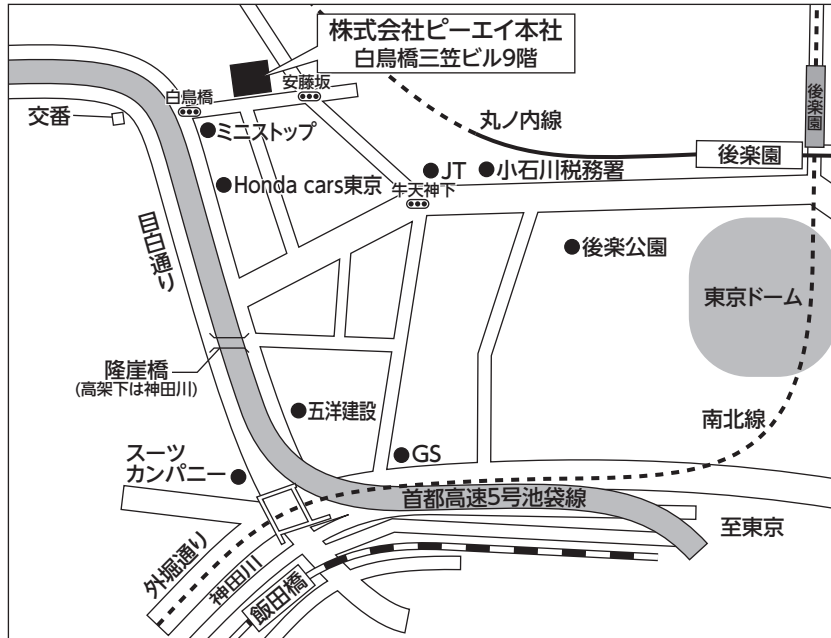 株式会社ピーエイ本社
白鳥橋三笠ビル9階
白鳥橋
安藤坂
交番
ミニストップ
丸ノ内線
後楽園
後楽園
JT
小石川税務署
Honda cars東京
牛天神下
目白通り
後楽公園
東京ドーム
隆崖橋
(高架下は神田川)
五洋建設
南北線
スーツ
カンパニー
GS
首都高速5号池袋線
至東京
外堀通り
神田川
飯田橋